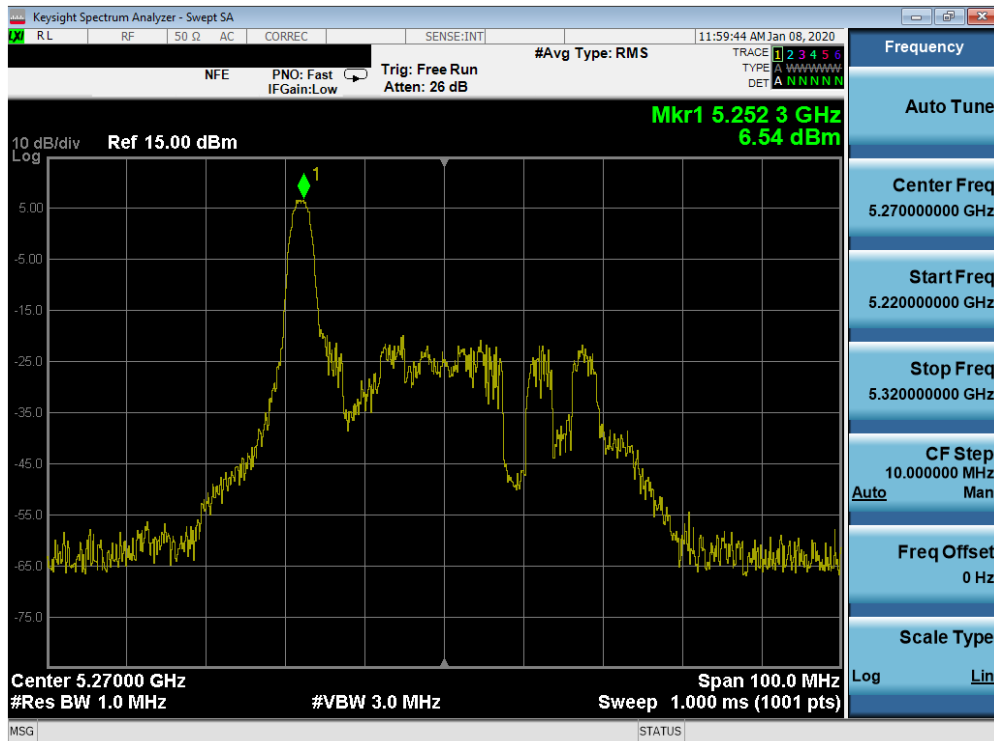 Keysight Spectrum Analyzer - Swept SA
LXI RL RF 50 Ω AC CORREC SENSE:INT 11:59:44 AM Jan 08, 2020
NFE PNO: Fast IFGain:Low
Trig: Free Run
Atten: 26 dB
#Avg Type: RMS
TRACE 1 2 3 4 5 6
TYPE A WWWWW
DET A N N N N N
Mkr1 5.252 3 GHz
6.54 dBm
10 dB/div
Log
Ref 15.00 dBm
1
5.00
-5.00
-15.0
-25.0
-35.0
-45.0
-55.0
-65.0
-75.0
Center 5.27000 GHz
#Res BW 1.0 MHz
#VBW 3.0 MHz
Span 100.0 MHz
Sweep 1.000 ms (1001 pts)
MSG
STATUS
Frequency
Auto Tune
Center Freq
5.270000000 GHz
Start Freq
5.220000000 GHz
Stop Freq
5.320000000 GHz
CF Step
10.000000 MHz
Auto Man
Freq Offset
0 Hz
Scale Type
Log Lin